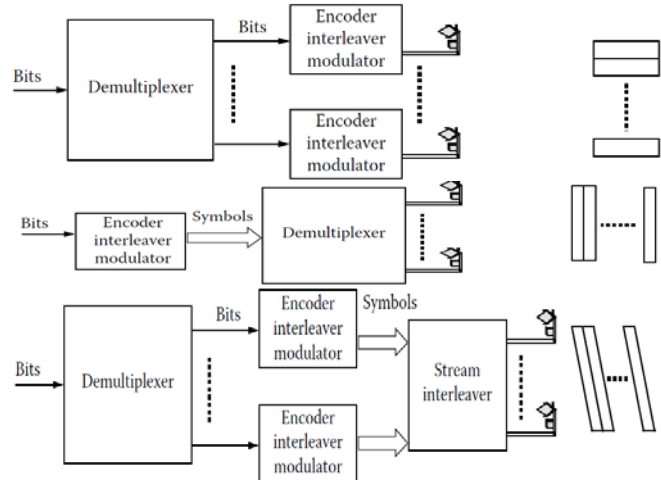 Bits
Demultiplexer
Bits
Encoder
interleaver
modulator
Encoder
interleaver
modulator
Bits
Encoder
interleaver
modulator
Symbols
Demultiplexer
Bits
Demultiplexer
Bits
Encoder
interleaver
modulator
Symbols
Encoder
interleaver
modulator
Stream
interleaver